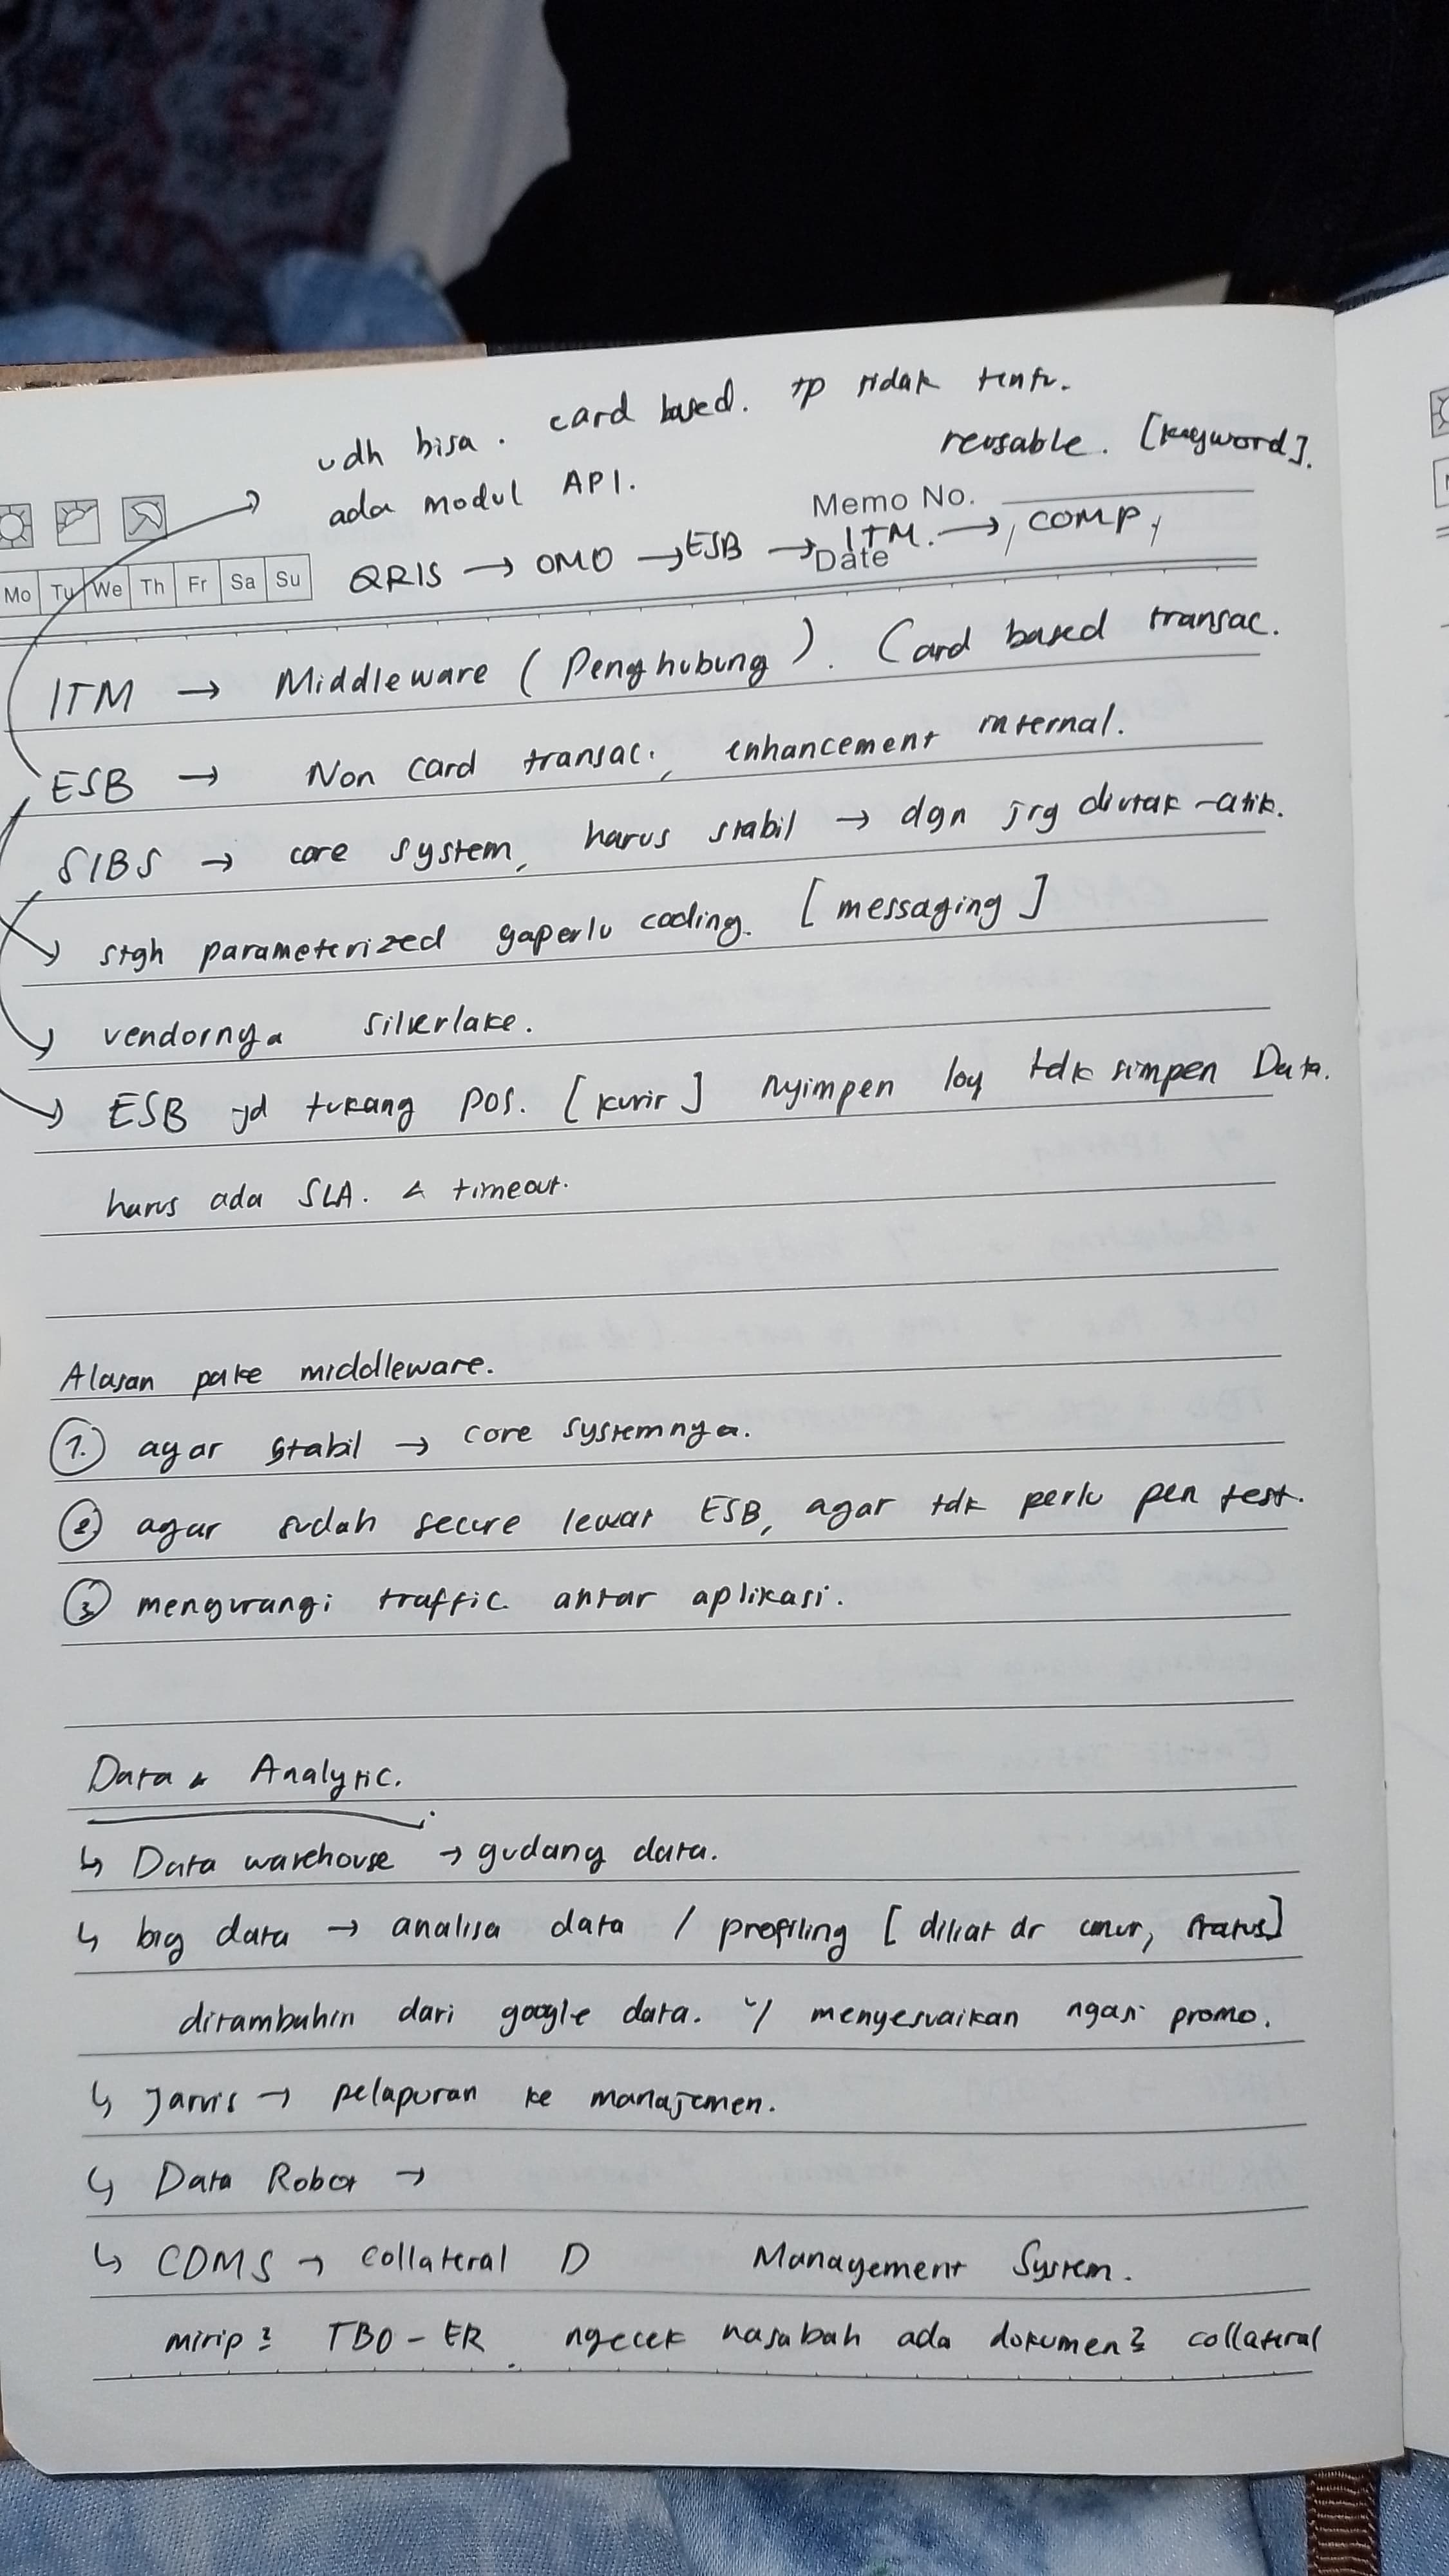 udh bisa. card based. tp tidak tentu.
ada modul API. reusable. [keyword].
Memo No.
Date
Mo Tu We Th Fr Sa Su
QRIS → OMO → ESB → ITM. → , COMP,
ITM → Middleware (Penghubung). Card based transac.
ESB → Non Card transac., enhancement internal.
SIBS → core system, harus stabil → dgn jrg diutak-atik.
→ stgh parameterized gaperlu coding. [messaging]
→ vendornya silverlake.
→ ESB jd tukang pos. [kurir] nyimpen log tdk simpen Data.
harus ada SLA. & timeout.
Alasan pake middleware.
1. agar stabil → core systemnya.
2. agar sudah secure lewat ESB, agar tdk perlu pen test.
3. mengurangi traffic antar aplikasi.
Data & Analytic.
↳ Data warehouse → gudang data.
↳ big data → analisa data / profiling [diliat dr umur, status]
ditambahin dari google data. u/ menyesuaikan ngasi promo.
↳ Jarvis → pelaporan ke manajemen.
↳ Data Robot →
↳ CDMS → Collateral D Management System.
mirip2 TBO-ER. ngecek nasabah ada dokumen2 collateral